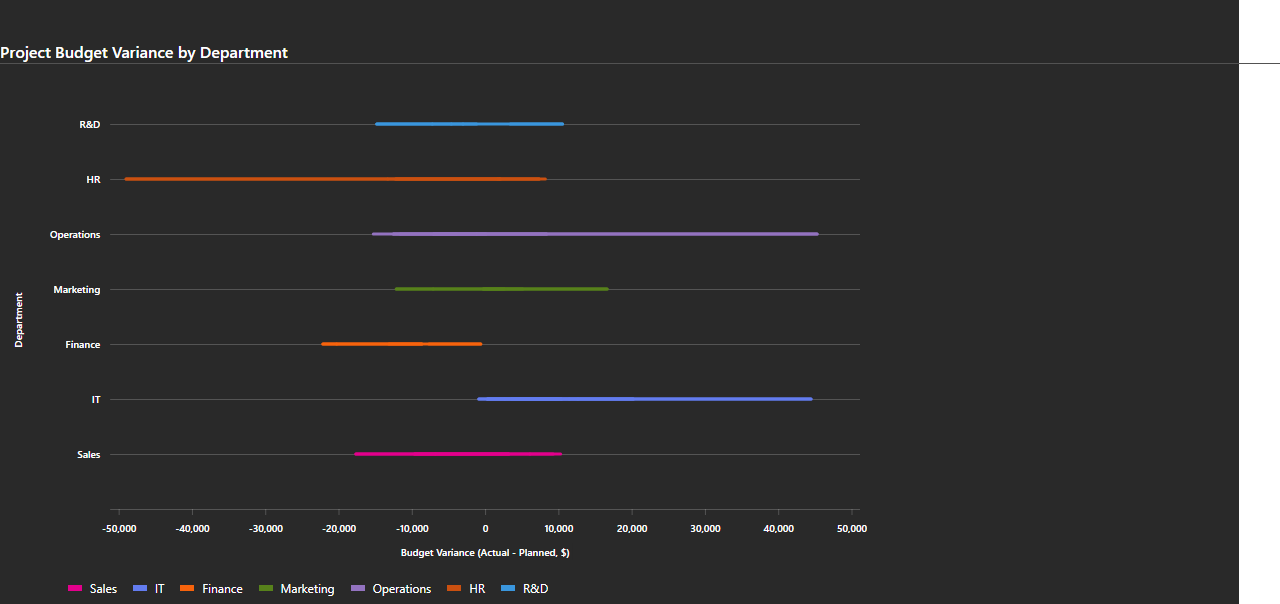 Project Budget Variance by Department
R&D
HR
Operations
Marketing
Finance
IT
Sales
Department
-50,000 -40,000 -30,000 -20,000 -10,000 0 10,000 20,000 30,000 40,000 50,000
Budget Variance (Actual - Planned, $)
Sales IT Finance Marketing Operations HR R&D